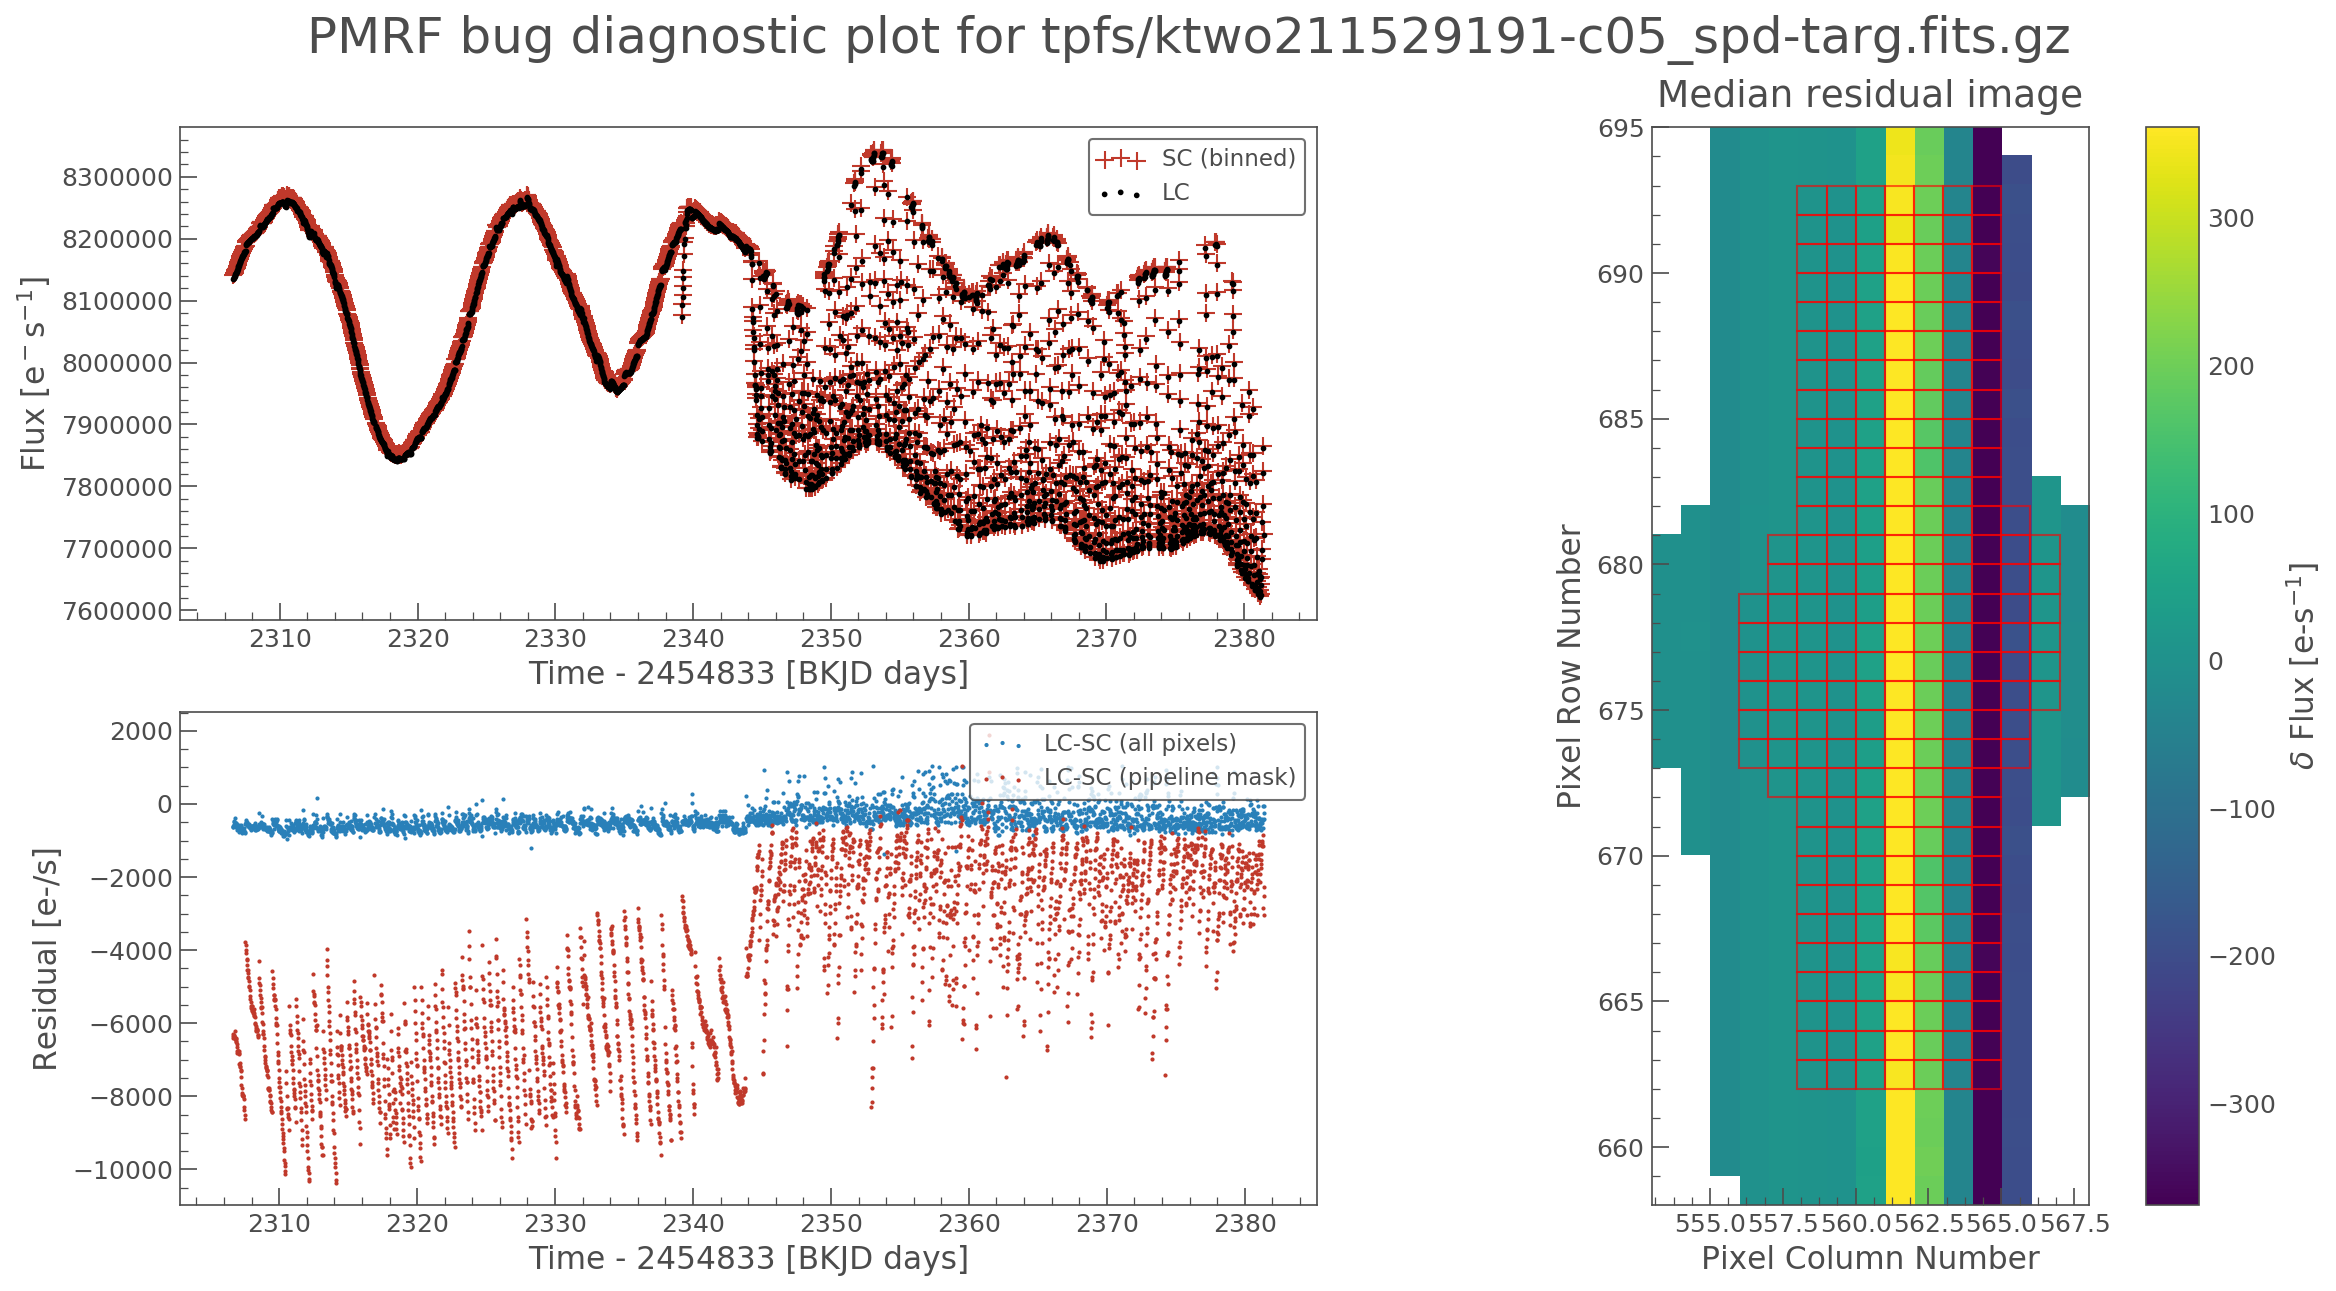 PMRF bug diagnostic plot for tpfs/ktwo211529191-c05_spd-targ.fits.gz
SC (binned)
LC
8300000
8200000
8100000
8000000
7900000
7800000
7700000
7600000
Flux [e⁻ s⁻¹]
2310 2320 2330 2340 2350 2360 2370 2380
Time - 2454833 [BKJD days]
LC-SC (all pixels)
LC-SC (pipeline mask)
2000
0
−2000
−4000
−6000
−8000
−10000
Residual [e-/s]
2310 2320 2330 2340 2350 2360 2370 2380
Time - 2454833 [BKJD days]
Median residual image
695
690
685
680
675
670
665
660
Pixel Row Number
555.0 557.5 560.0 562.5 565.0 567.5
Pixel Column Number
300
200
100
0
−100
−200
−300
δ Flux [e-s⁻¹]